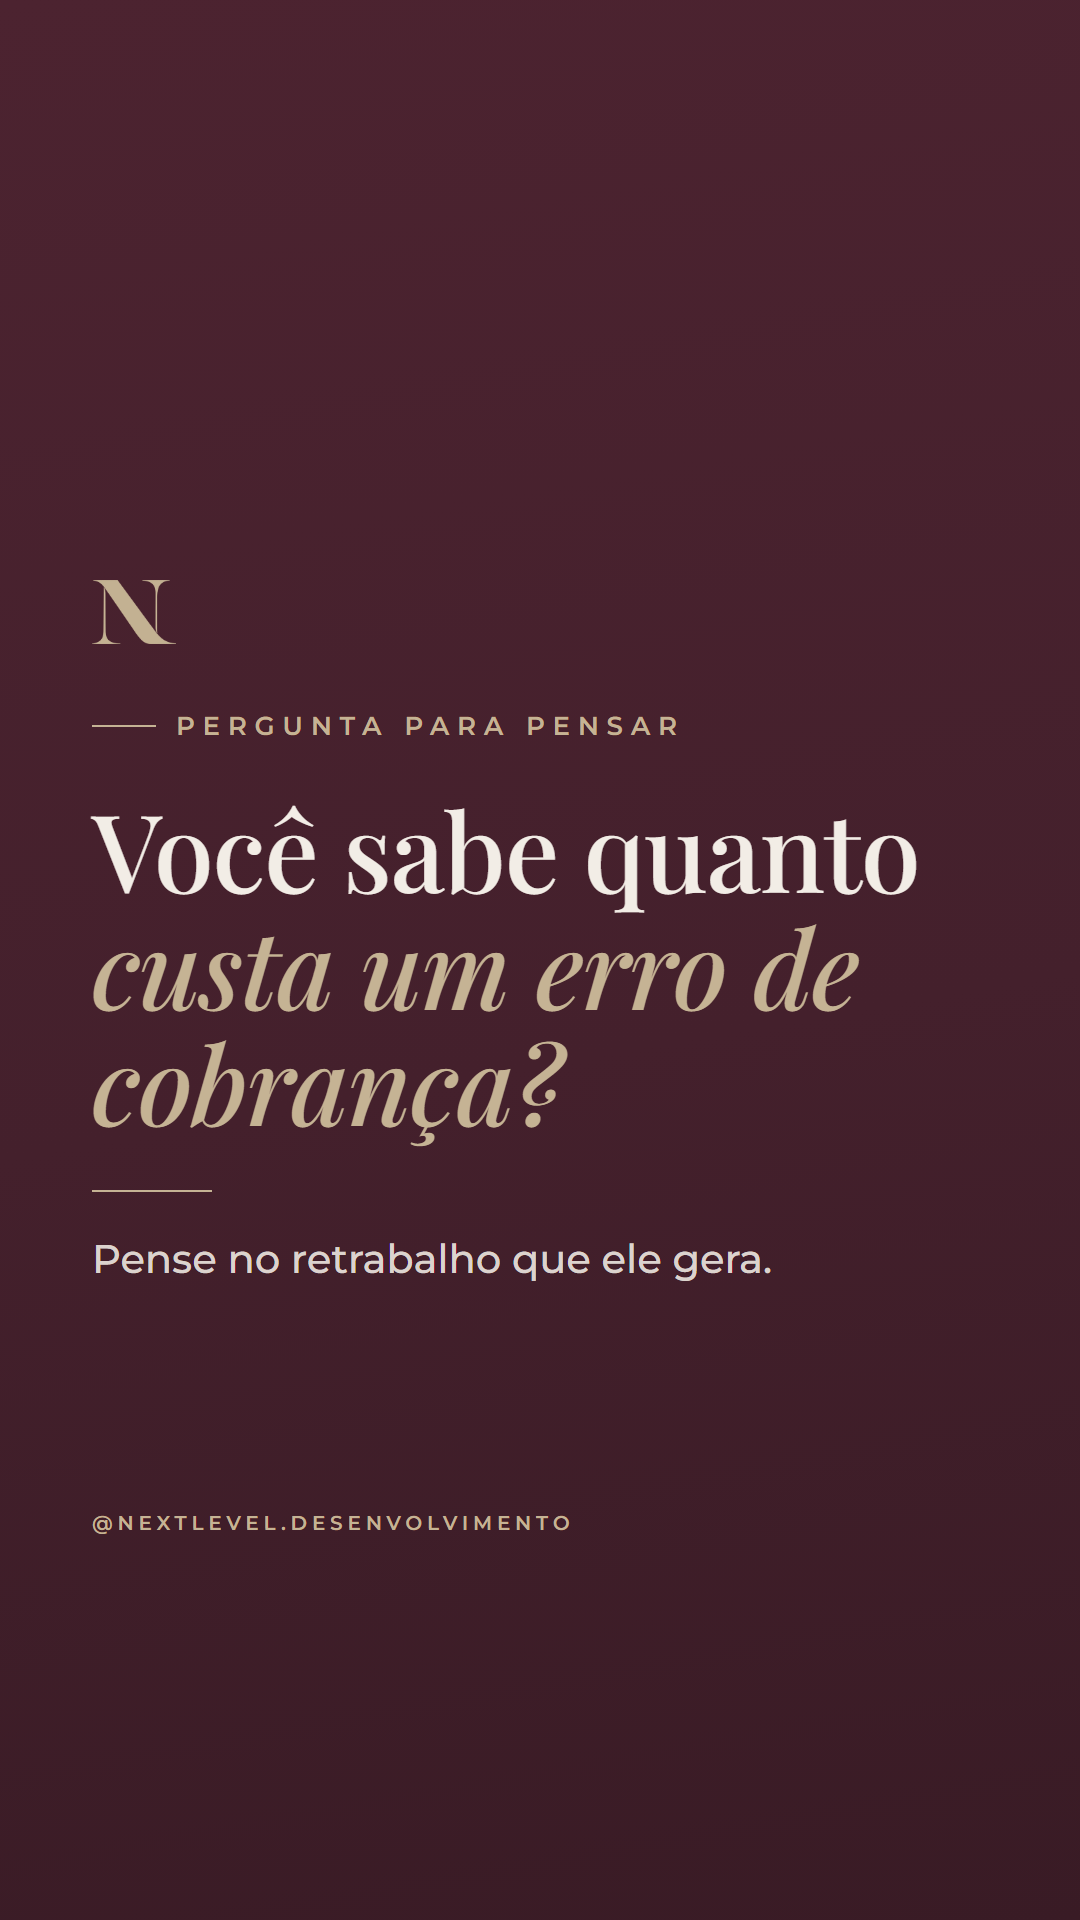 N
PERGUNTA PARA PENSAR
Você sabe quanto
custa um erro de
cobrança?
Pense no retrabalho que ele gera.
@NEXTLEVEL.DESENVOLVIMENTO